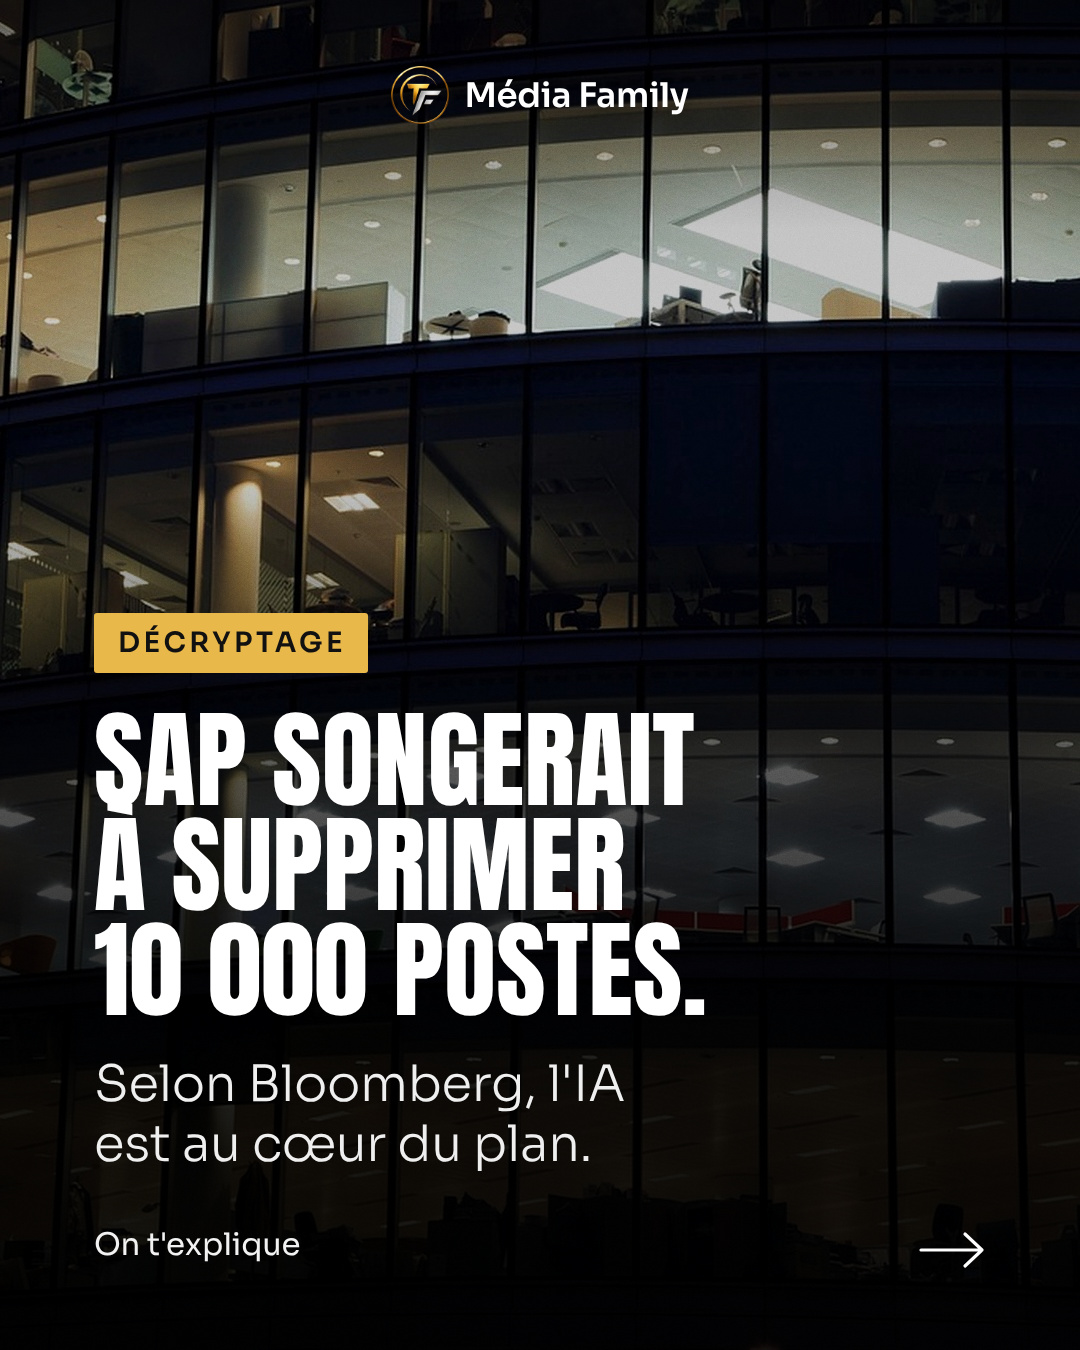 TF Média Family
DÉCRYPTAGE
SAP SONGERAIT
À SUPPRIMER
10 000 POSTES.
Selon Bloomberg, l'IA
est au cœur du plan.
On t'explique